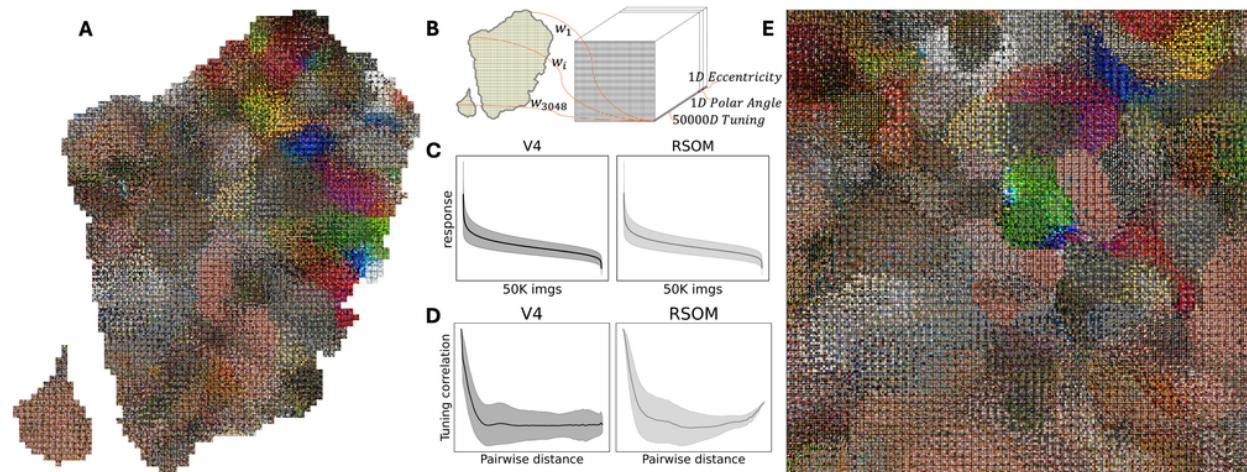 A
B
w1
wi
w3048
1D Eccentricity
1D Polar Angle
50000D Tuning
C
V4
RSOM
response
50K imgs
50K imgs
D
V4
RSOM
Tuning correlation
Pairwise distance
Pairwise distance
E